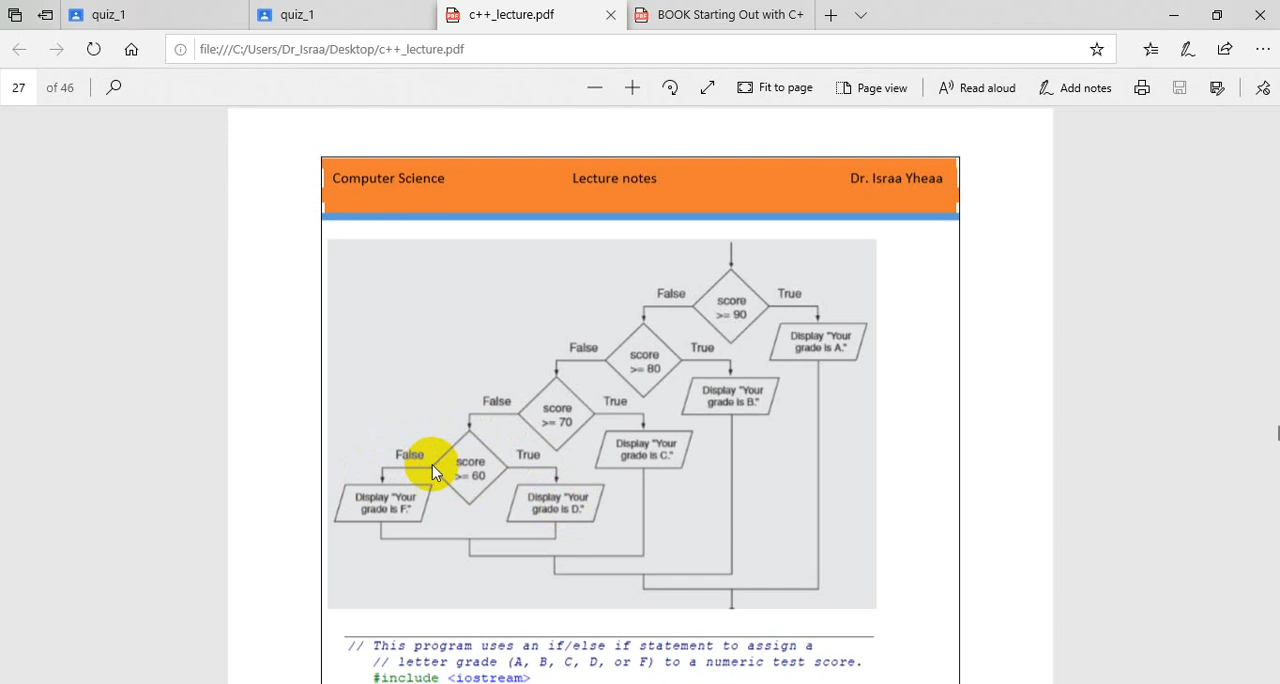 quiz_1
quiz_1
c++_lecture.pdf
BOOK Starting Out with C+
file:///C:/Users/Dr_Israa/Desktop/c++_lecture.pdf
27 of 46
Fit to page
Page view
Read aloud
Add notes
Computer Science Lecture notes Dr. Israa Yheaa
False
score
>= 90
True
Display "Your
grade is A."
False
score
>= 80
True
Display "Your
grade is B."
False
score
>= 70
True
Display "Your
grade is C."
False
score
>= 60
True
Display "Your
grade is F."
Display "Your
grade is D."
// This program uses an if/else if statement to assign a
// letter grade (A, B, C, D, or F) to a numeric test score.
#include <iostream>